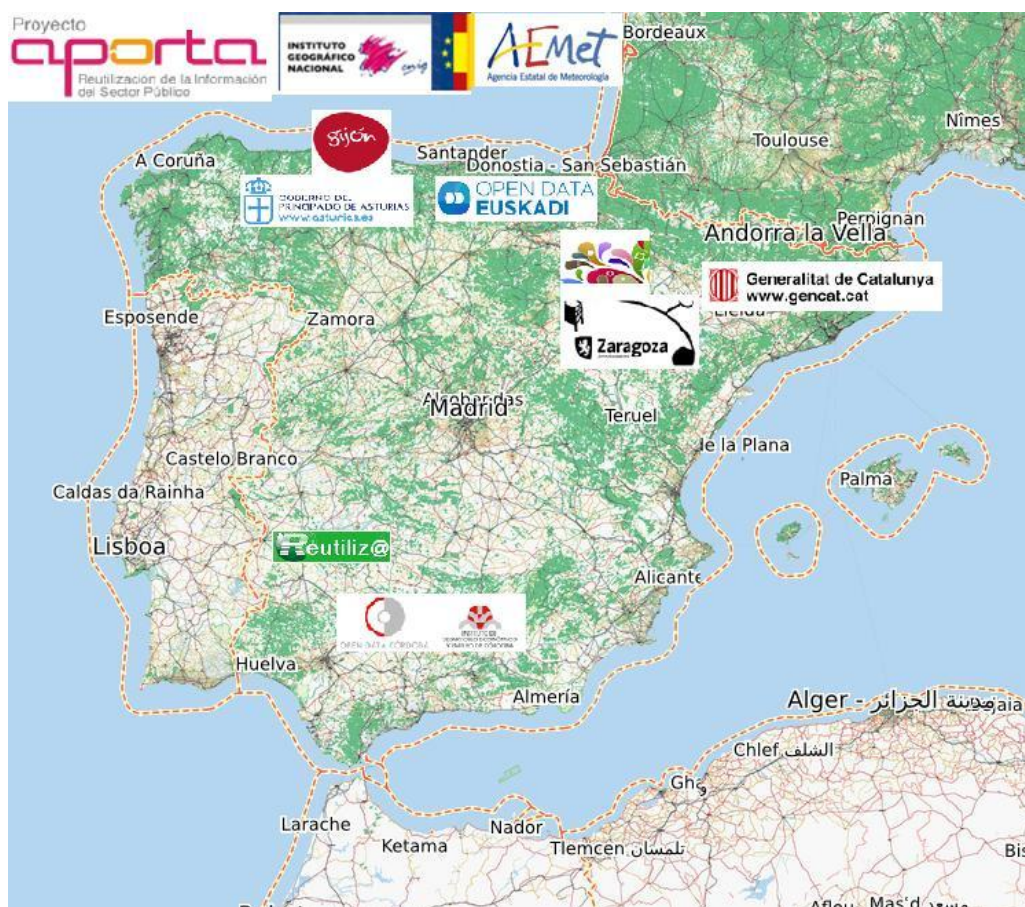 Proyecto
aporta
Reutilización de la Información
del Sector Público
INSTITUTO
GEOGRÁFICO
NACIONAL
cnig
AEMet
Agencia Estatal de Meteorología
Bordeaux
Nîmes
Toulouse
gijón
A Coruña
Santander
Donostia - San Sebastián
GOBIERNO DEL
PRINCIPADO DE ASTURIAS
www.asturias.es
OPEN DATA
EUSKADI
Perpignan
Andorra la Vella
Generalitat de Catalunya
www.gencat.cat
Lleida
Esposende
Zamora
Zaragoza
Alcobendas
Madrid
Teruel
de la Plana
Castelo Branco
Palma
Caldas da Rainha
Lisboa
Reutiliz@
Alicante
OPEN DATA CÓRDOBA
Huelva
Almería
Alger - مدينة الجزائر
Chlef الشلف
Larache
Nador
Ketama
Tlemcen تلمسان
Bis